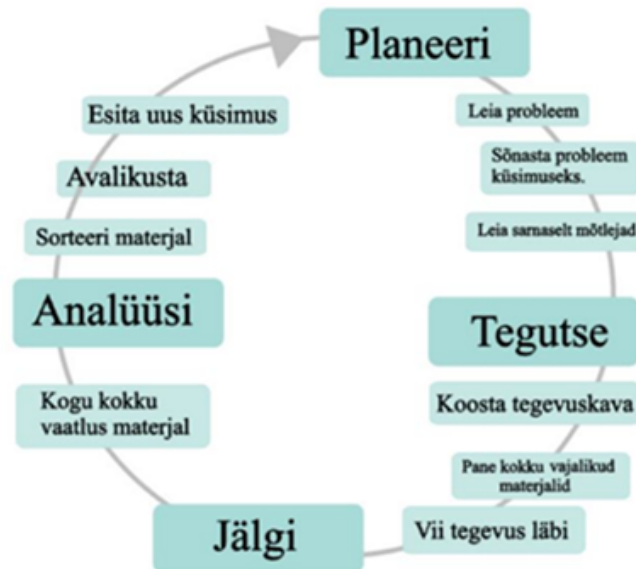 Planeeri
Leia probleem
Sõnasta probleem
küsimuseks.
Leia sarnaselt mõtlejad
Tegutse
Koosta tegevuskava
Pane kokku vajalikud
materjalid
Vii tegevus läbi
Jälgi
Kogu kokku
vaatlus materjal
Analüüsi
Sorteeri materjal
Avalikusta
Esita uus küsimus